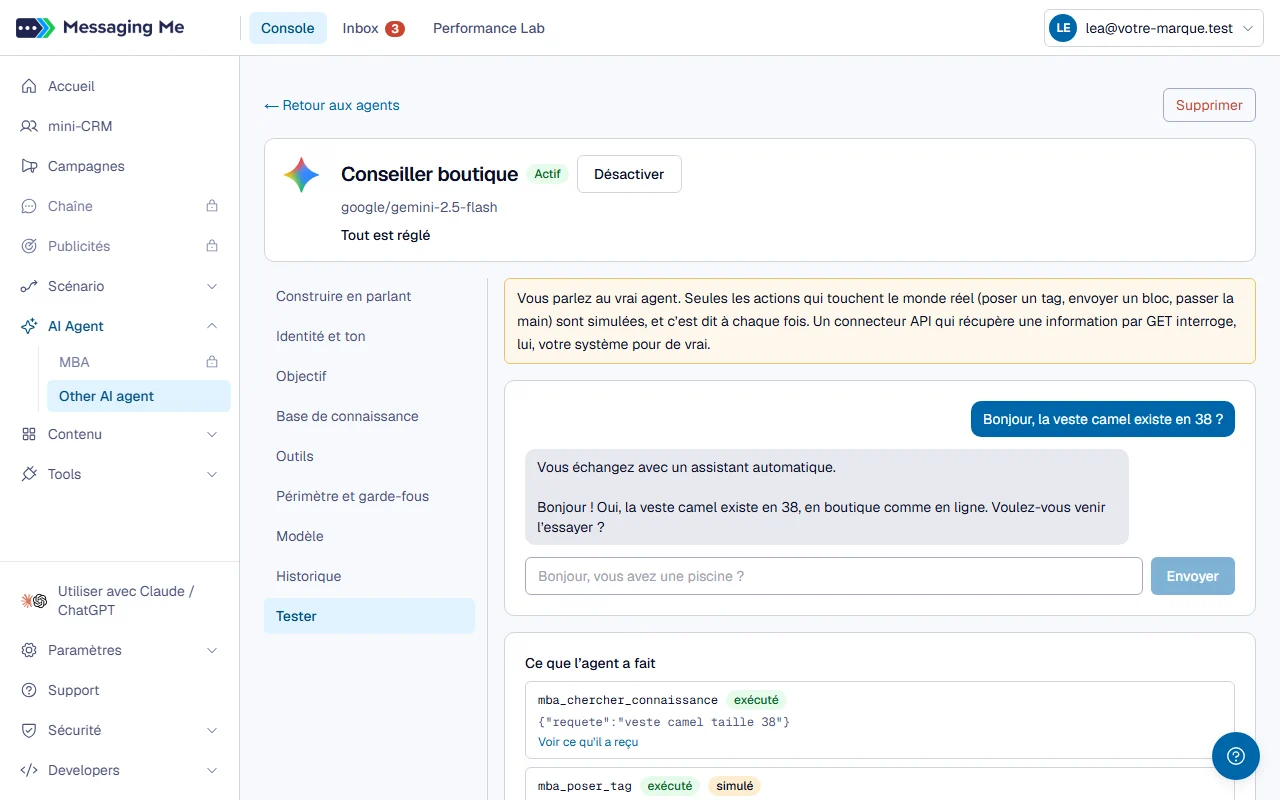 Messaging Me
Console
Inbox 3
Performance Lab
LE lea@votre-marque.test
Accueil
mini-CRM
Campagnes
Chaîne
Publicités
Scénario
AI Agent
MBA
Other AI agent
Contenu
Tools
Utiliser avec Claude /
ChatGPT
Paramètres
Support
Sécurité
Developers
← Retour aux agents
Supprimer
Conseiller boutique Actif Désactiver
google/gemini-2.5-flash
Tout est réglé
Construire en parlant
Identité et ton
Objectif
Base de connaissance
Outils
Périmètre et garde-fous
Modèle
Historique
Tester
Vous parlez au vrai agent. Seules les actions qui touchent le monde réel (poser un tag, envoyer un bloc, passer la
main) sont simulées, et c'est dit à chaque fois. Un connecteur API qui récupère une information par GET interroge,
lui, votre système pour de vrai.
Bonjour, la veste camel existe en 38 ?
Vous échangez avec un assistant automatique.
Bonjour ! Oui, la veste camel existe en 38, en boutique comme en ligne. Voulez-vous venir
l'essayer ?
Bonjour, vous avez une piscine ?
Envoyer
Ce que l'agent a fait
mba_chercher_connaissance exécuté
{"requete":"veste camel taille 38"}
Voir ce qu'il a reçu
mba_poser_tag exécuté simulé